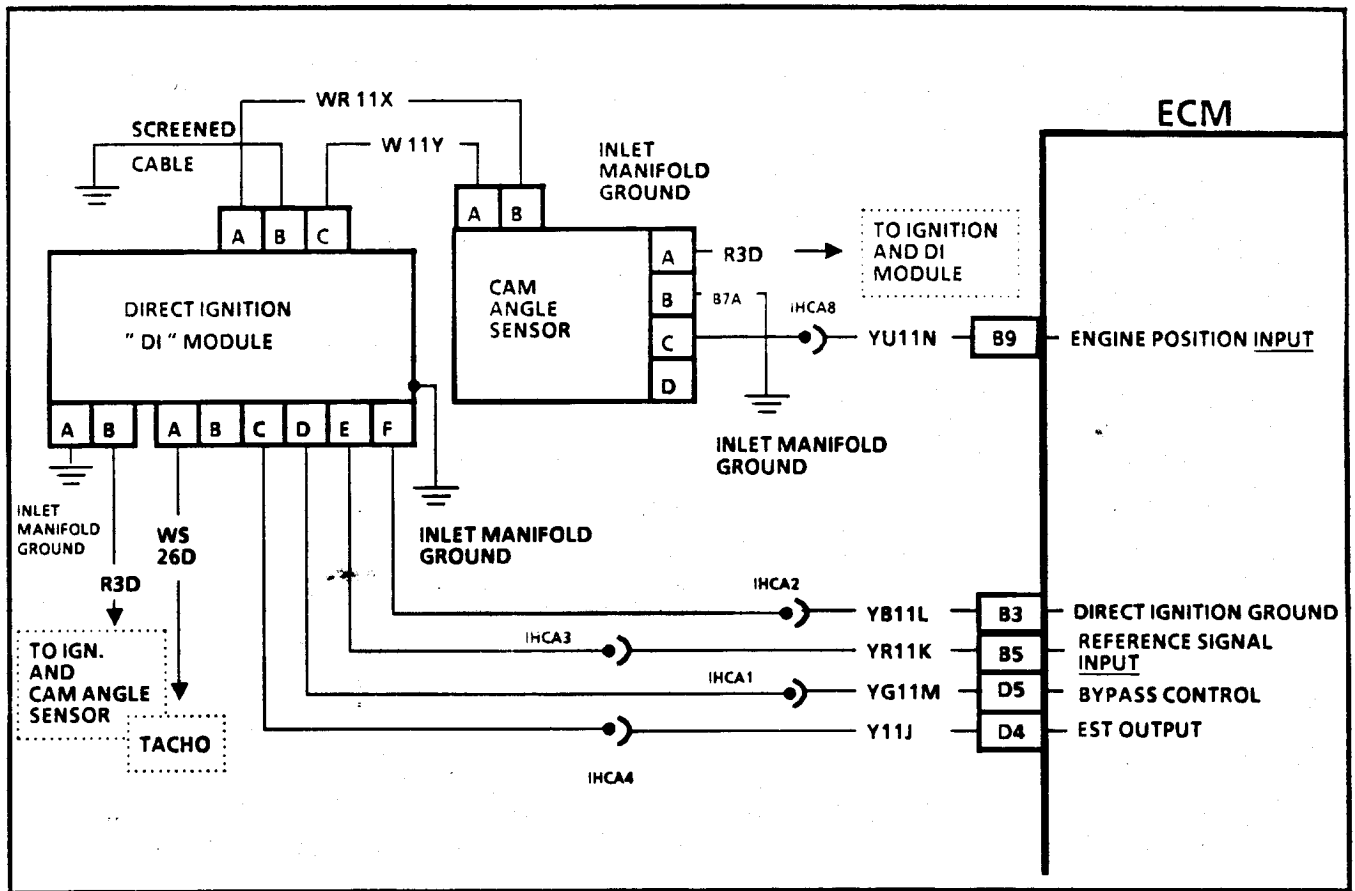 ECM
WR 11X
SCREENED
CABLE
W 11Y
INLET
MANIFOLD
GROUND
A B C
A B
TO IGNITION
AND DI
MODULE
A
R3D
B
B7A
C
D
CAM
ANGLE
SENSOR
IHCA8
YU11N
B9
ENGINE POSITION INPUT
DIRECT IGNITION
" DI " MODULE
A B
A B C D E F
INLET MANIFOLD
GROUND
INLET
MANIFOLD
GROUND
WS
26D
INLET MANIFOLD
GROUND
R3D
IHCA2
YB11L
B3
DIRECT IGNITION GROUND
IHCA3
YR11K
B5
REFERENCE SIGNAL
INPUT
IHCA1
YG11M
D5
BYPASS CONTROL
Y11J
D4
EST OUTPUT
IHCA4
TO IGN.
AND
CAM ANGLE
SENSOR
TACHO